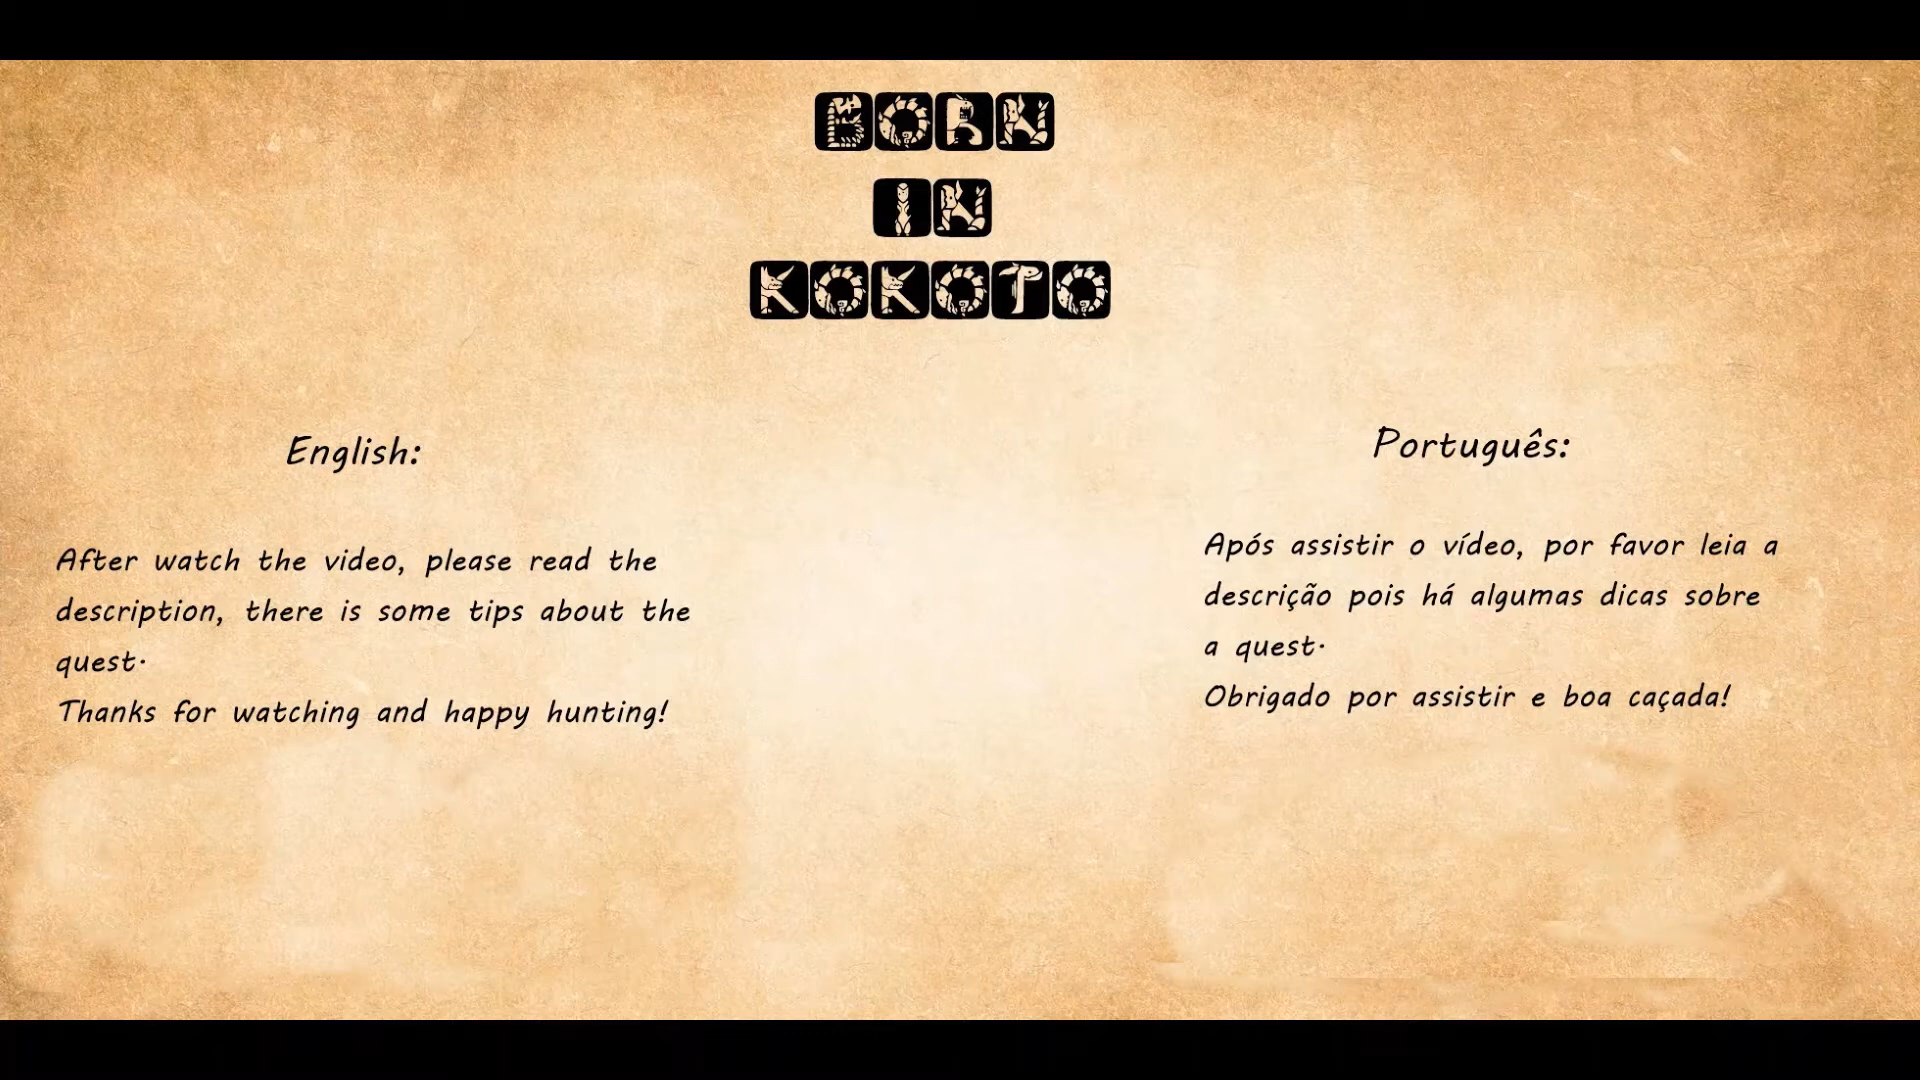 BORN
IN
KOKOTO
English:
After watch the video, please read the
description, there is some tips about the
quest.
Thanks for watching and happy hunting!
Português:
Após assistir o vídeo, por favor leia a
descrição pois há algumas dicas sobre
a quest.
Obrigado por assistir e boa caçada!